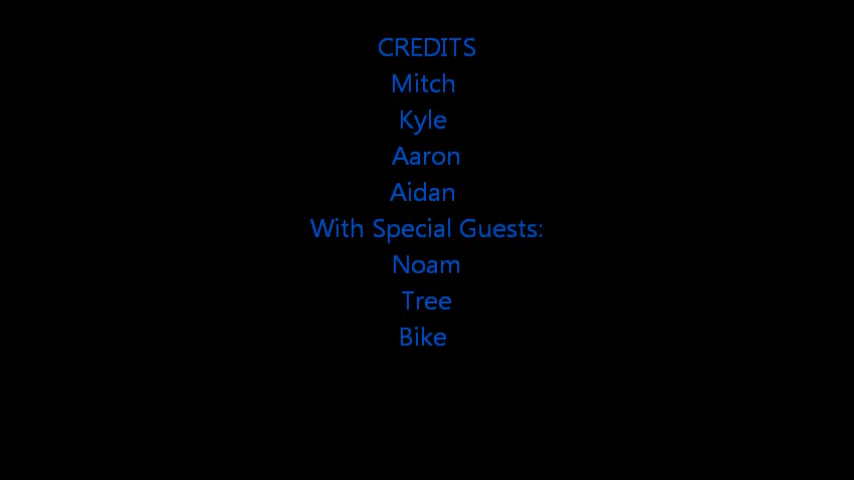 CREDITS
Mitch
Kyle
Aaron
Aidan
With Special Guests:
Noam
Tree
Bike